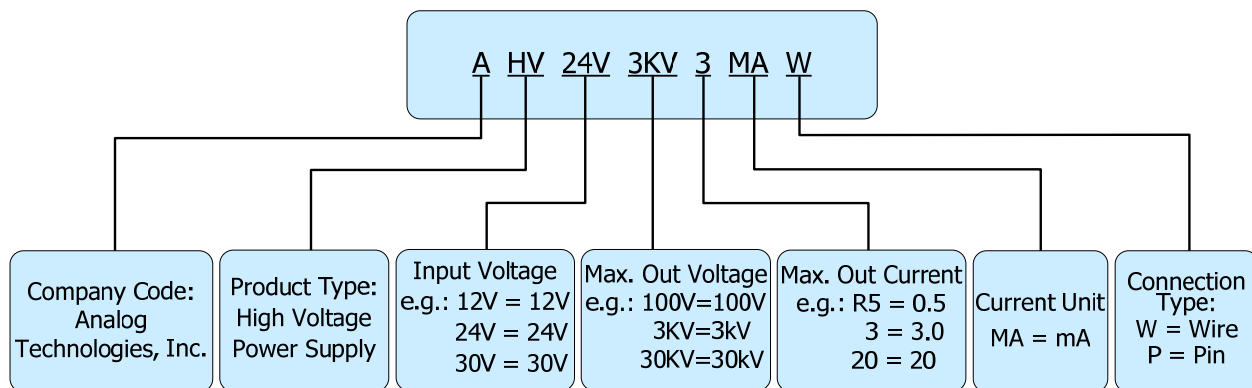 A HV 24V 3KV 3 MA W
Company Code:
Analog
Technologies, Inc.
Product Type:
High Voltage
Power Supply
Input Voltage
e.g.: 12V = 12V
24V = 24V
30V = 30V
Max. Out Voltage
e.g.: 100V=100V
3KV=3kV
30KV=30kV
Max. Out Current
e.g.: R5 = 0.5
3 = 3.0
20 = 20
Current Unit
MA = mA
Connection
Type:
W = Wire
P = Pin